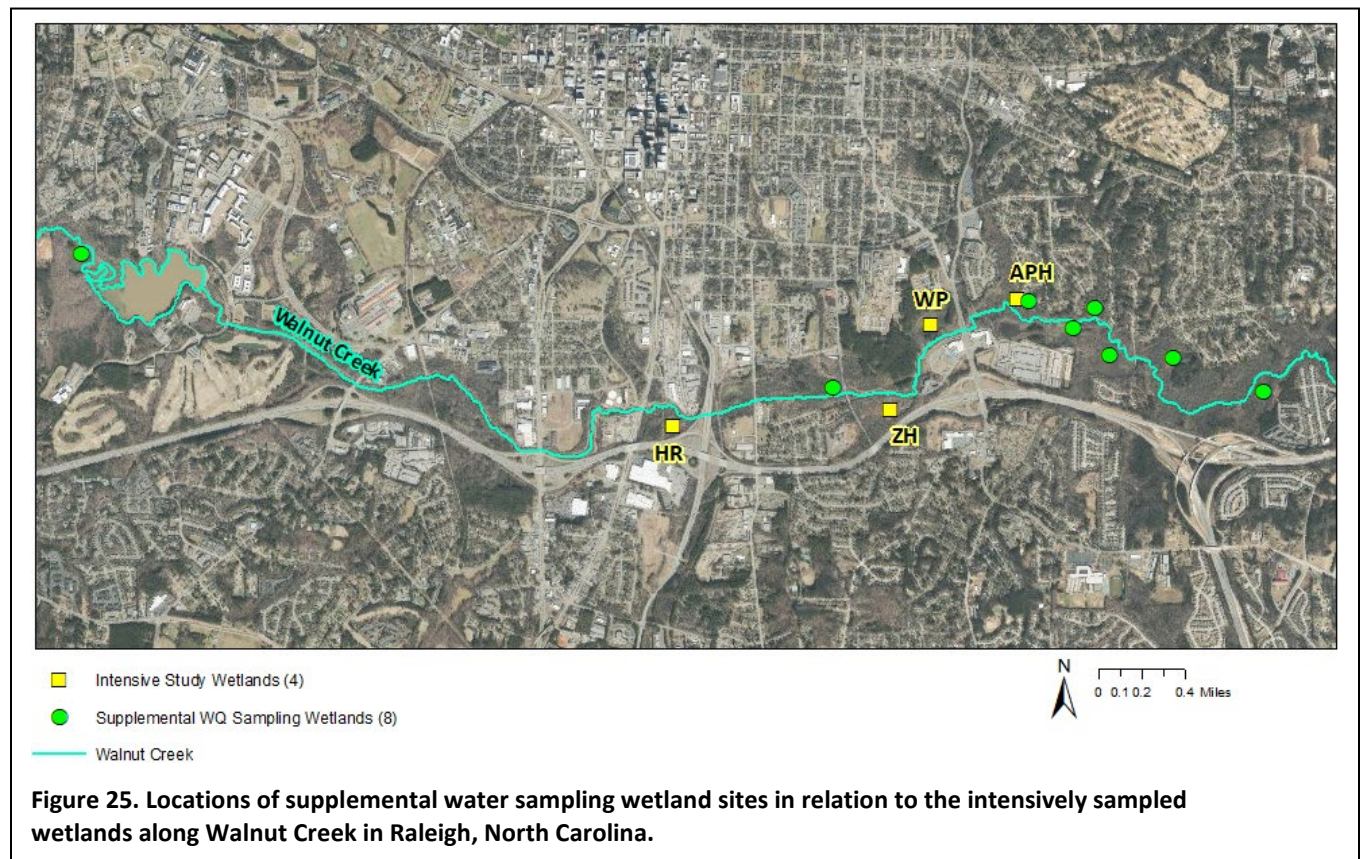 Walnut Creek
APH
WP
HR
ZH
Intensive Study Wetlands (4)
Supplemental WQ Sampling Wetlands (8)
Walnut Creek
N
0 0.1 0.2 0.4 Miles
Figure 25. Locations of supplemental water sampling wetland sites in relation to the intensively sampled
wetlands along Walnut Creek in Raleigh, North Carolina.